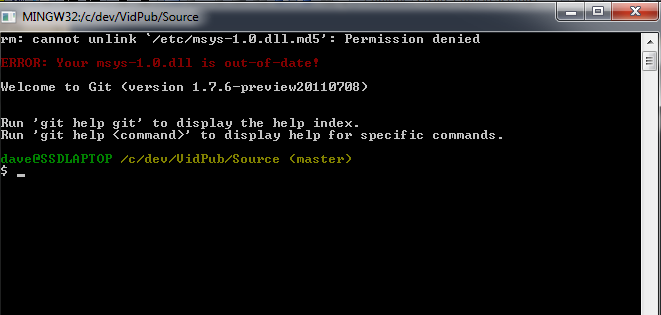 MINGW32:/c/dev/VidPub/Source
rm: cannot unlink `/etc/msys-1.0.dll.md5': Permission denied
ERROR: Your msys-1.0.dll is out-of-date!
Welcome to Git (version 1.7.6-preview20110708)
Run 'git help git' to display the help index.
Run 'git help <command>' to display help for specific commands.
dave@SSDLAPTOP /c/dev/VidPub/Source (master)
$ _